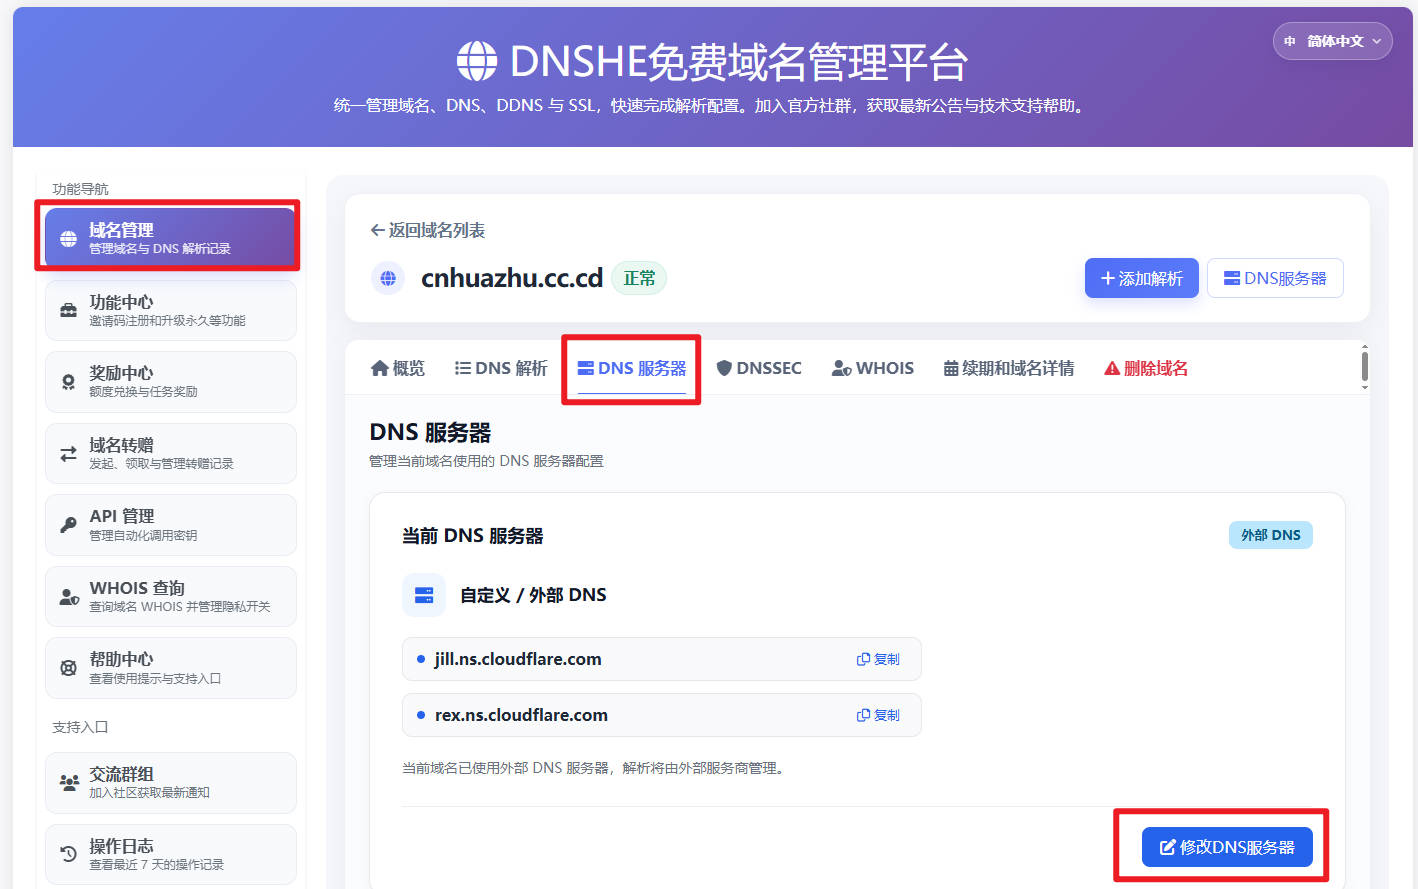 DNSHE免费域名管理平台
中 简体中文
统一管理域名、DNS、DDNS 与 SSL，快速完成解析配置。加入官方社群，获取最新公告与技术支持帮助。
功能导航
域名管理
管理域名与 DNS 解析记录
功能中心
邀请码注册和升级永久等功能
奖励中心
额度兑换与任务奖励
域名转赠
发起、领取与管理转赠记录
API 管理
管理自动化调用密钥
WHOIS 查询
查询域名 WHOIS 并管理隐私开关
帮助中心
查看使用提示与支持入口
支持入口
交流群组
加入社区获取最新通知
操作日志
查看最近 7 天的操作记录
返回域名列表
cnhuazhu.cc.cd 正常
添加解析 DNS服务器
概览 DNS 解析 DNS 服务器 DNSSEC WHOIS 续期和域名详情 删除域名
DNS 服务器
管理当前域名使用的 DNS 服务器配置
当前 DNS 服务器 外部 DNS
自定义 / 外部 DNS
jill.ns.cloudflare.com 复制
rex.ns.cloudflare.com 复制
当前域名已使用外部 DNS 服务器，解析将由外部服务商管理。
修改DNS服务器